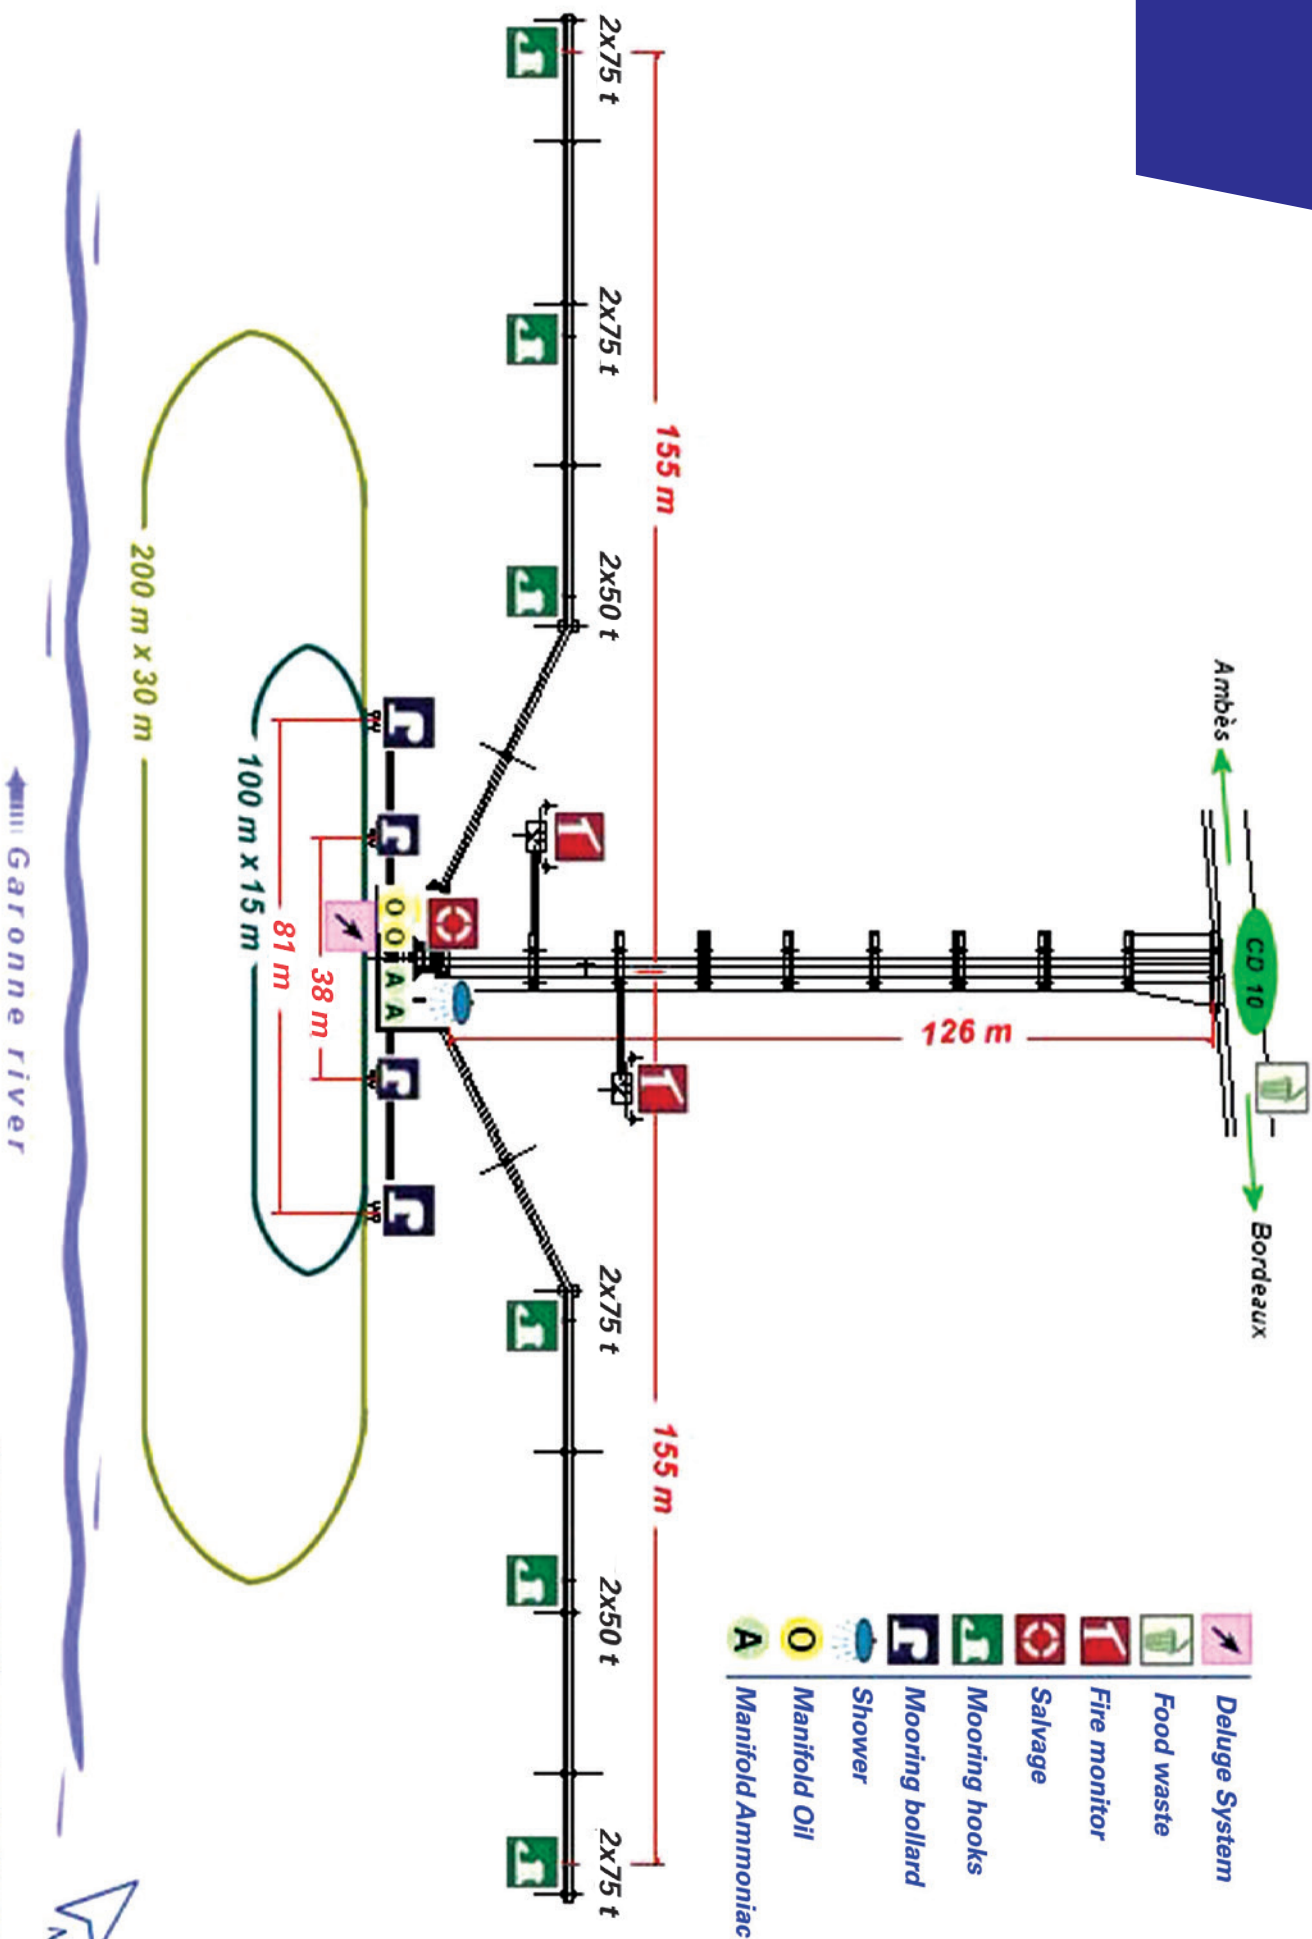 Ambès
CD 10
Bordeaux
Deluge System
Food waste
Fire monitor
Salvage
Mooring hooks
Mooring bollard
Shower
O Manifold Oil
A Manifold Ammoniac
126 m
155 m
155 m
2x75 t
2x75 t
2x50 t
2x75 t
2x50 t
2x75 t
O O A A
38 m
81 m
100 m x 15 m
200 m x 30 m
Garonne river